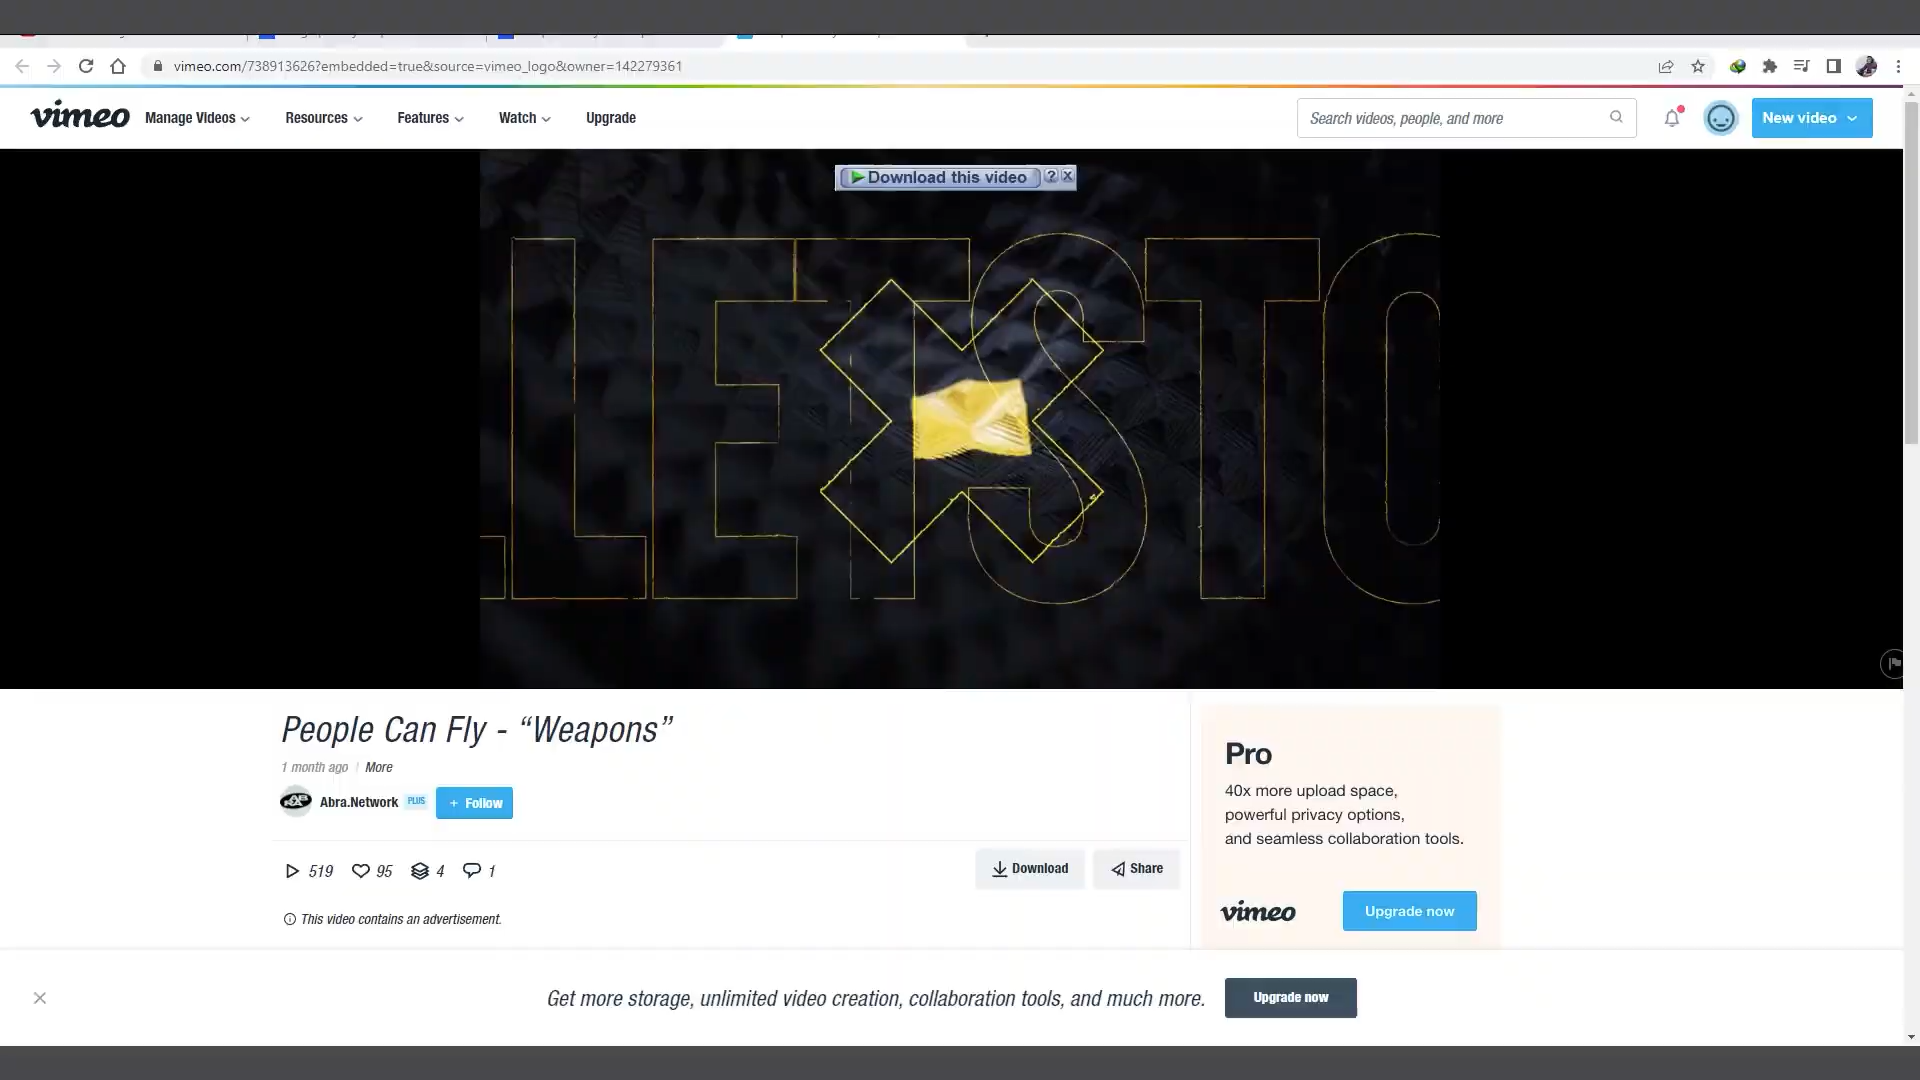 vimeo.com/738913626?embedded=true&source=vimeo_logo&owner=142279361
vimeo
Manage Videos
Resources
Features
Watch
Upgrade
Search videos, people, and more
New video
Download this video
?
LETSTO
People Can Fly - “Weapons”
1 month ago | More
Abra.Network PLUS
+ Follow
519
95
4
1
Download
Share
This video contains an advertisement.
Pro
40x more upload space,
powerful privacy options,
and seamless collaboration tools.
vimeo
Upgrade now
Get more storage, unlimited video creation, collaboration tools, and much more.
Upgrade now